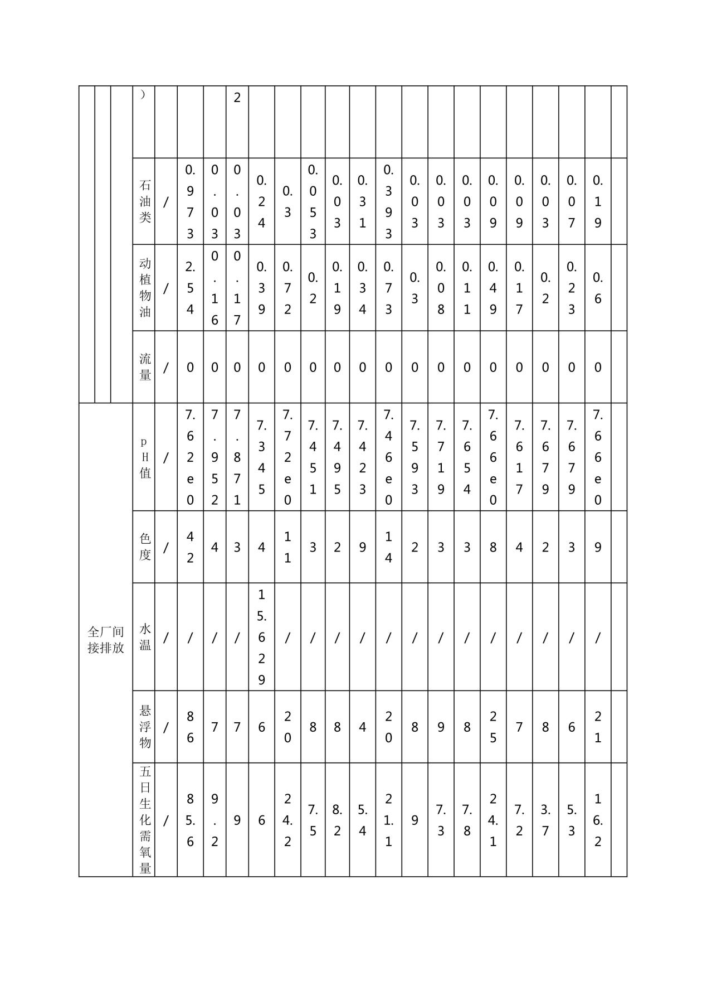 ） 2
石油类 / 0.973 0.03 0.03 0.24 0.3 0.053 0.03 0.31 0.393 0.03 0.03 0.03 0.09 0.09 0.03 0.07 0.19
动植物油 / 2.54 0.16 0.17 0.39 0.72 0.2 0.19 0.34 0.73 0.3 0.08 0.11 0.49 0.17 0.2 0.23 0.6
流量 / 0 0 0 0 0 0 0 0 0 0 0 0 0 0 0 0 0
全厂间接排放
pH值 / 7.62e0 7.952 7.871 7.345 7.72e0 7.451 7.495 7.423 7.46e0 7.593 7.719 7.654 7.66e0 7.617 7.679 7.679 7.66e0
色度 / 42 4 3 4 11 3 2 9 14 2 3 3 8 4 2 3 9
水温 / / / / 15.629 / / / / / / / / / / / / /
悬浮物 / 86 7 7 6 20 8 8 4 20 8 9 8 25 7 8 6 21
五日生化需氧量 / 85.6 9.2 9 6 24.2 7.5 8.2 5.4 21.1 9 7.3 7.8 24.1 7.2 3.7 5.3 16.2